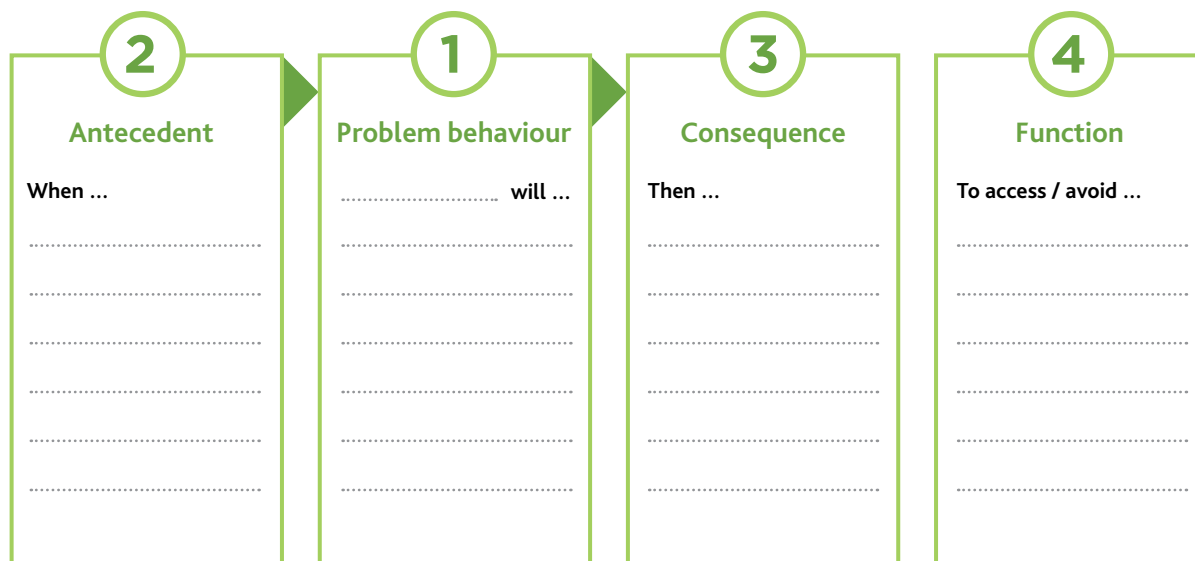 2
Antecedent
When ...
1
Problem behaviour
will ...
3
Consequence
Then ...
4
Function
To access / avoid ...